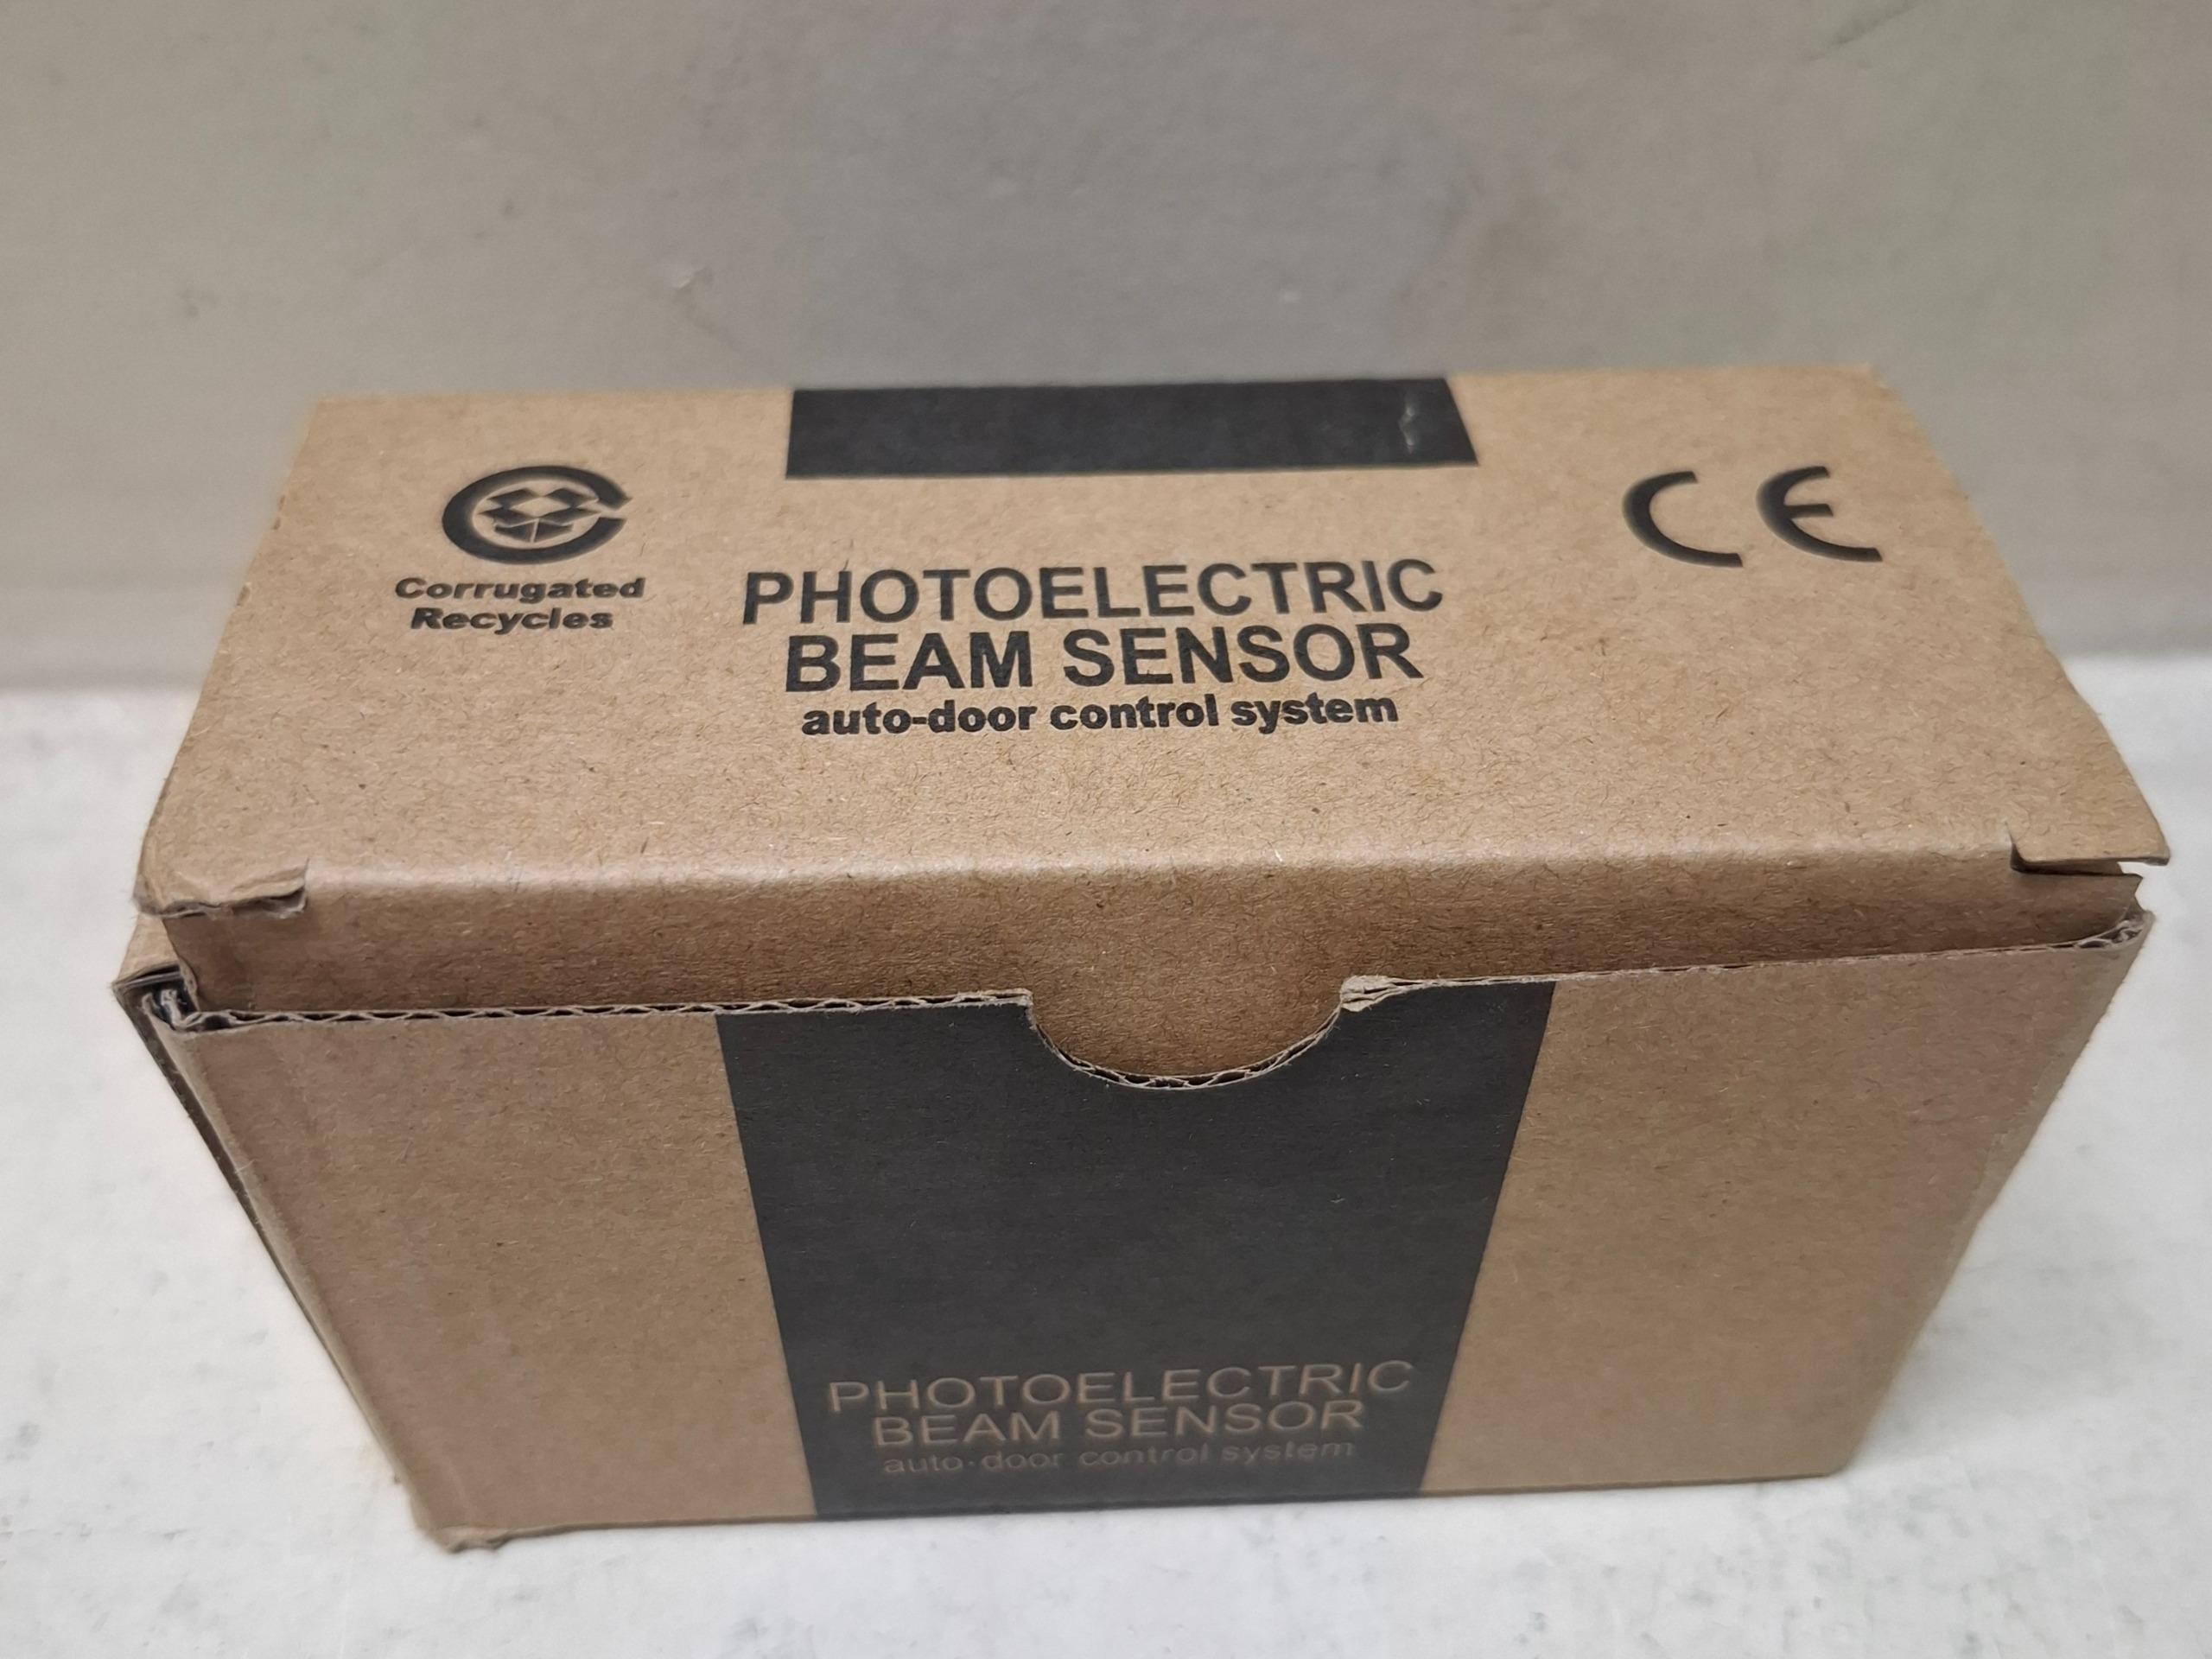 Corrugated
Recycles
CE
PHOTOELECTRIC
BEAM SENSOR
auto-door control system
PHOTOELECTRIC
BEAM SENSOR
auto-door control system